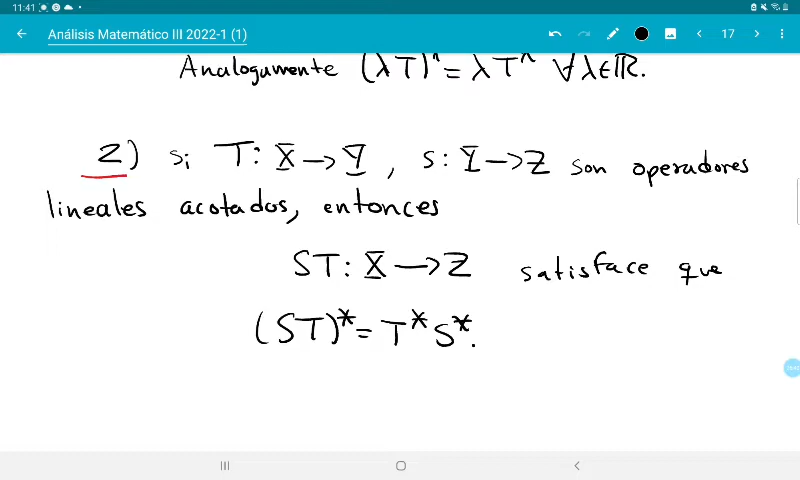 11:41
Análisis Matemático III 2022-1 (1)
17
Analogamente (λT)^* = λT^* ∀λ∈ℝ.
2) si T: X → Y, S: Y → Z son operadores
lineales acotados, entonces
ST: X → Z satisface que
(ST)* = T* S*.